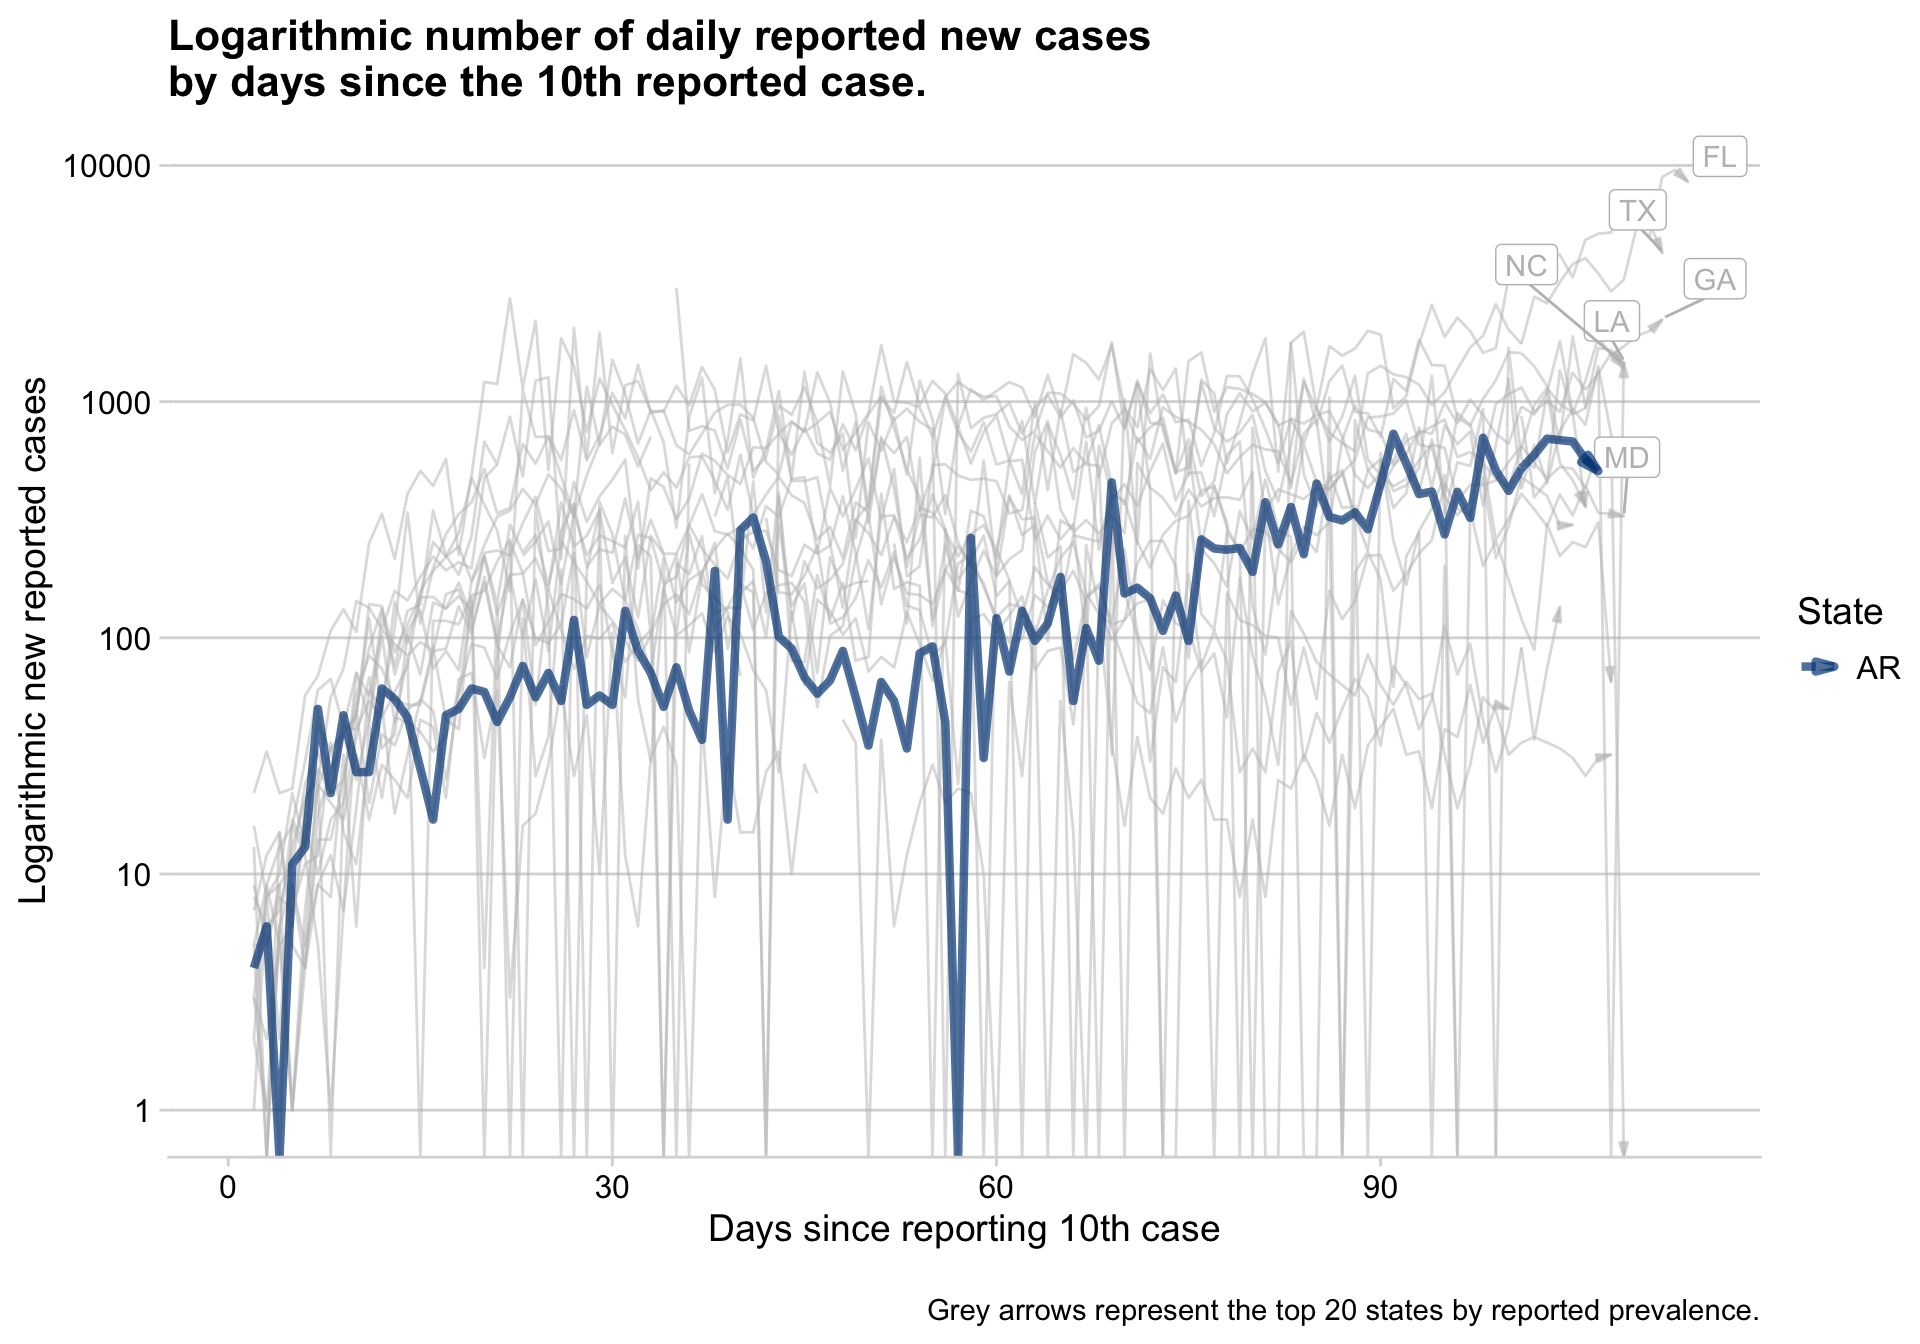 Logarithmic number of daily reported new cases
by days since the 10th reported case.
Logarithmic new reported cases
10000
1000
100
10
1
FL
TX
NC
GA
LA
MD
State
AR
0 30 60 90
Days since reporting 10th case
Grey arrows represent the top 20 states by reported prevalence.